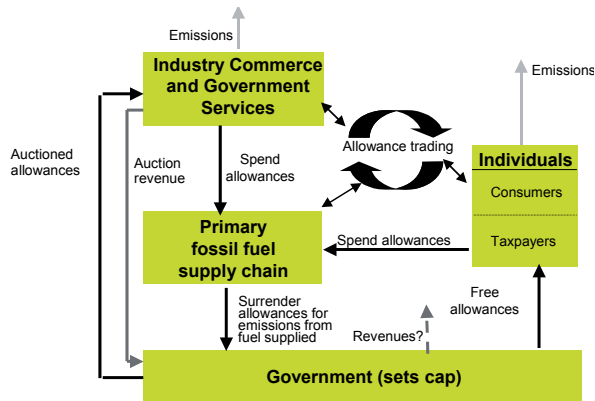 Emissions
Industry Commerce
and Government
Services
Emissions
Allowance trading
Individuals
Consumers
Taxpayers
Auctioned
allowances
Auction
revenue
Spend
allowances
Primary
fossil fuel
supply chain
Spend allowances
Surrender
allowances for
emissions from
fuel supplied
Free
allowances
Revenues?
Government (sets cap)